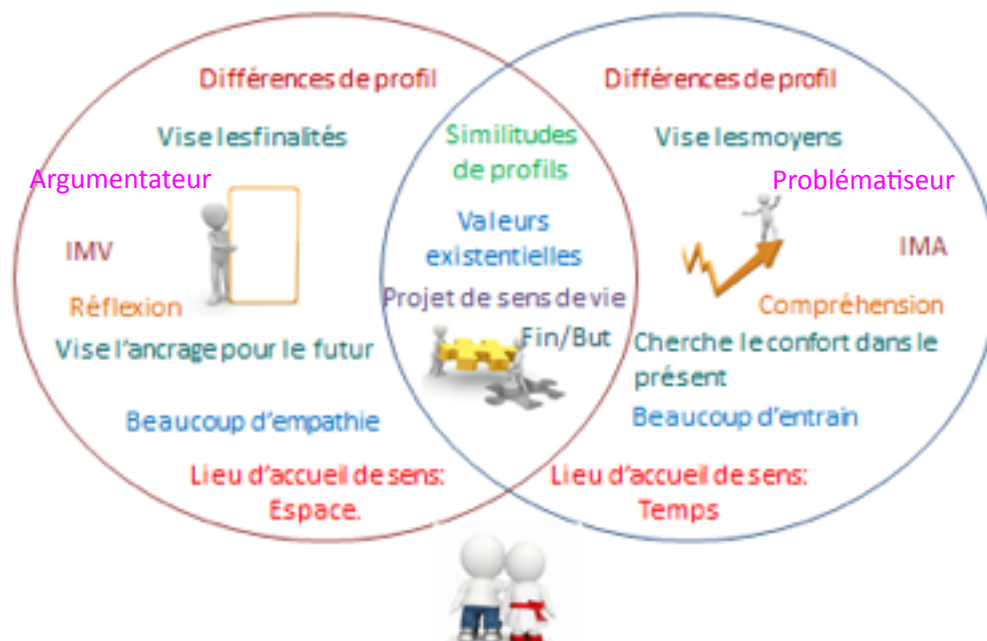 Différences de profil
Vise lesfinalités
Argumentateur
IMV
Réflexion
Vise l'ancrage pour le futur
Beaucoup d'empathie
Lieu d'accueil de sens:
Espace.
Similitudes
de profils
Valeurs
existentielles
Projet de sens de vie
Fin/But
Différences de profil
Vise lesmoyens
Problématiseur
IMA
Compréhension
Cherche le confort dans le
présent
Beaucoup d'entrain
Lieu d'accueil de sens:
Temps